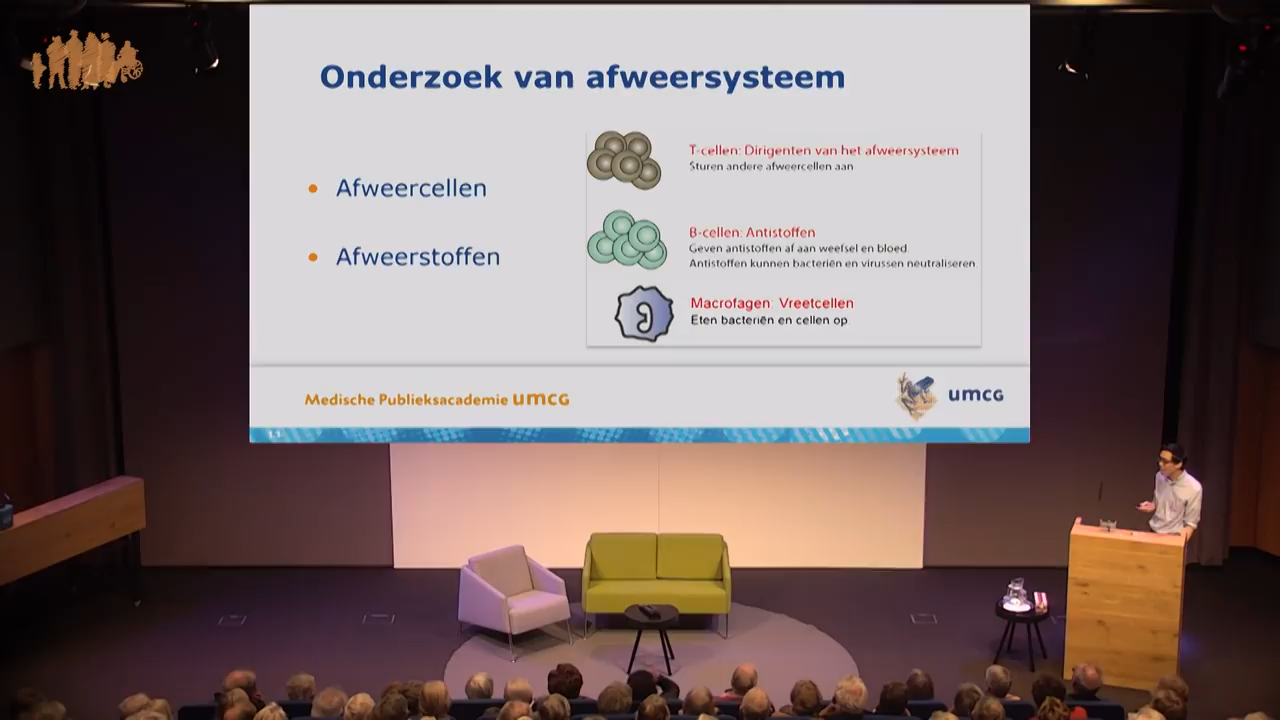 Onderzoek van afweersysteem
Afweercellen
Afweerstoffen
T-cellen: Dirigenten van het afweersysteem
Sturen andere afweercellen aan
B-cellen: Antistoffen
Geven antistoffen af aan weefsel en bloed.
Antistoffen kunnen bacteriën en virussen neutraliseren.
Macrofagen: Vreetcellen
Eten bacteriën en cellen op.
Medische Publieksacademie umcg
umcg